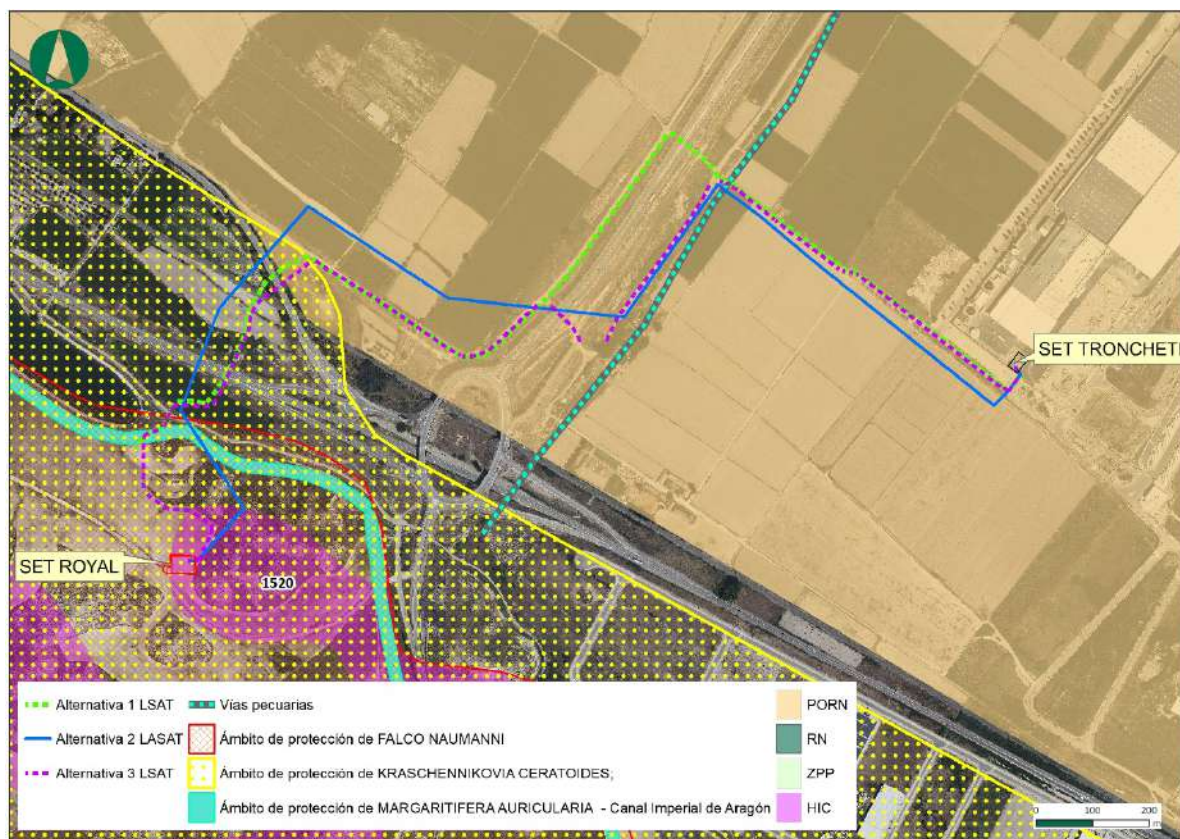 SET TRONCHETE
SET ROYAL
1520
Alternativa 1 LSAT
Alternativa 2 LASAT
Alternativa 3 LSAT
Vías pecuarias
Ámbito de protección de FALCO NAUMANNI
Ámbito de protección de KRASCHENNIKOVIA CERATOIDES;
Ámbito de protección de MARGARITIFERA AURICULARIA - Canal Imperial de Aragón
PORN
RN
ZPP
HIC
0 100 200
m